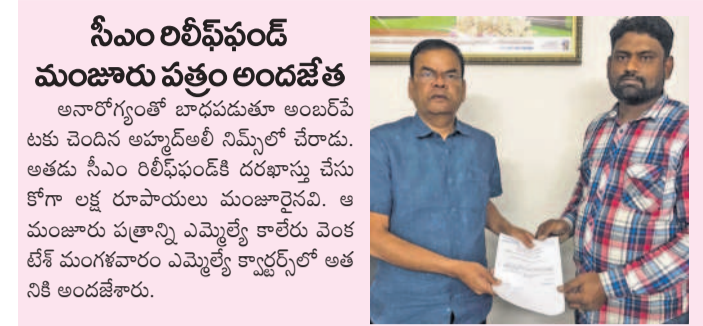 సీఎం రిలీఫ్‌ఫండ్
మంజూరు పత్రం అందజేత
అనారోగ్యంతో బాధపడుతూ అంబర్‌పే
టకు చెందిన అహ్మద్‌అలీ నిమ్స్‌లో చేరాడు.
అతడు సీఎం రిలీఫ్‌ఫండ్‌కి దరఖాస్తు చేసు
కోగా లక్ష రూపాయలు మంజూరైనవి. ఆ
మంజూరు పత్రాన్ని ఎమ్మెల్యే కాలేరు వెంక
టేశ్ మంగళవారం ఎమ్మెల్యే క్వార్టర్స్‌లో అత
నికి అందజేశారు.